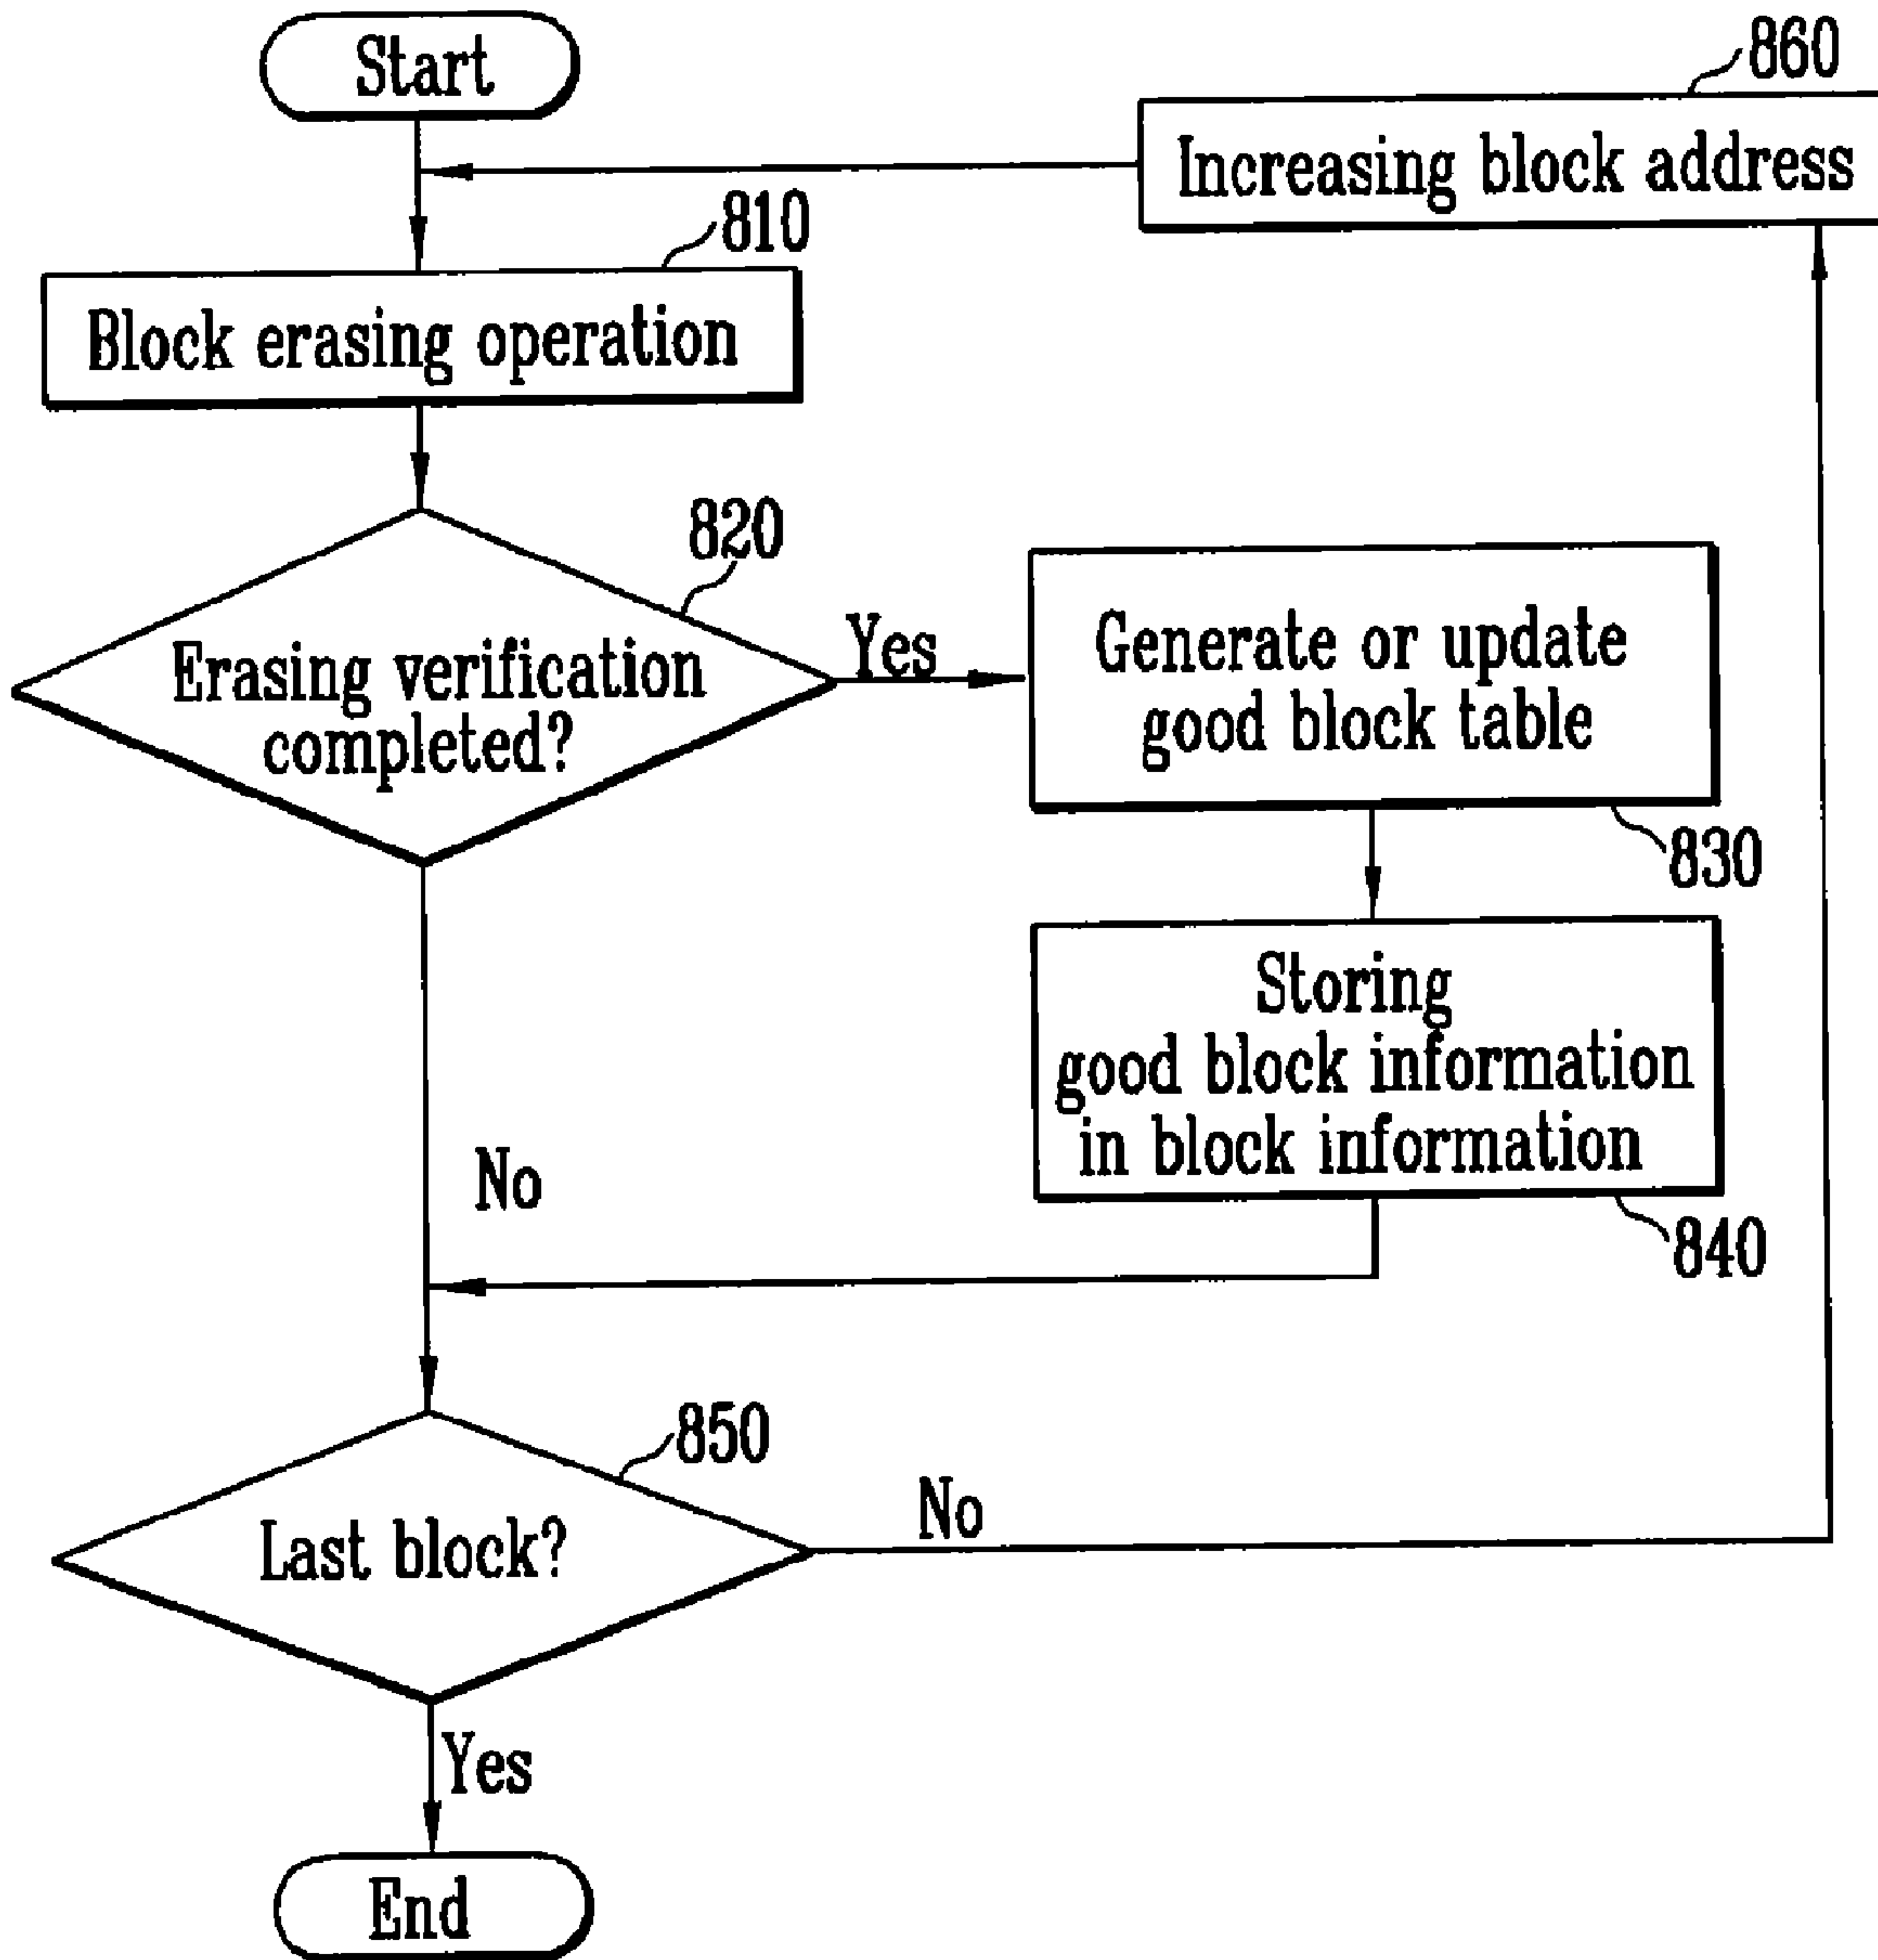 Start
860
Increasing block address
810
Block erasing operation
820
Erasing verification
completed?
Yes
Generate or update
good block table
830
Storing
good block information
in block information
840
No
850
Last block?
No
Yes
End